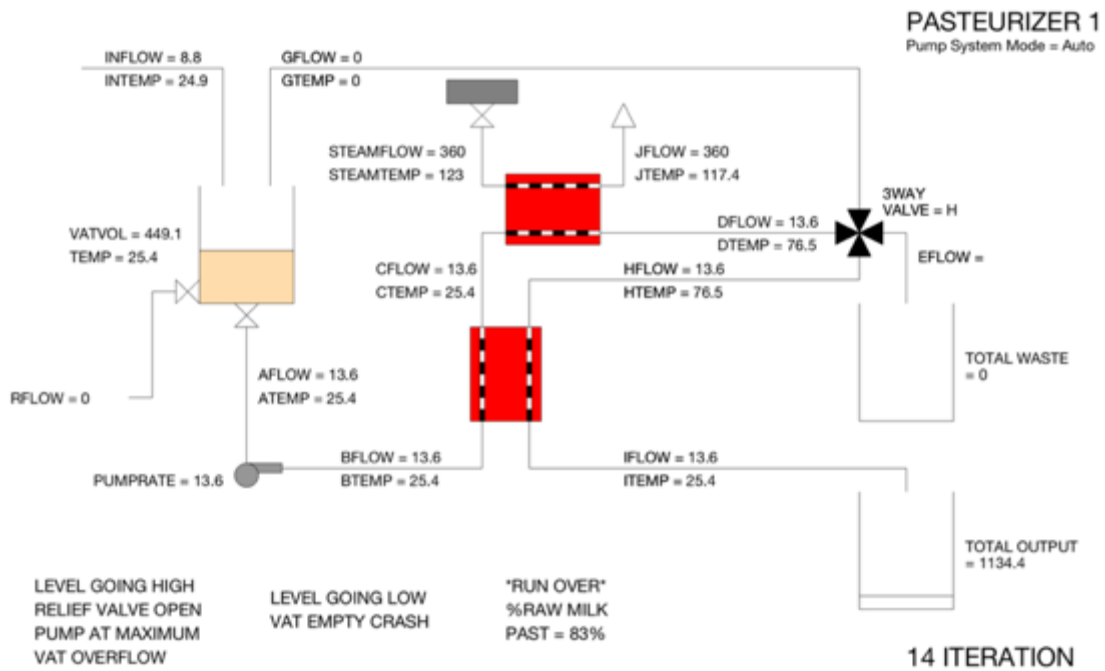 PASTEURIZER 1
Pump System Mode = Auto
INFLOW = 8.8
INTEMP = 24.9
GFLOW = 0
GTEMP = 0
STEAMFLOW = 360
STEAMTEMP = 123
JFLOW = 360
JTEMP = 117.4
3WAY
VALVE = H
DFLOW = 13.6
DTEMP = 76.5
VATVOL = 449.1
TEMP = 25.4
EFLOW =
CFLOW = 13.6
CTEMP = 25.4
HFLOW = 13.6
HTEMP = 76.5
TOTAL WASTE
= 0
AFLOW = 13.6
ATEMP = 25.4
RFLOW = 0
BFLOW = 13.6
BTEMP = 25.4
IFLOW = 13.6
ITEMP = 25.4
PUMPRATE = 13.6
TOTAL OUTPUT
= 1134.4
LEVEL GOING HIGH
RELIEF VALVE OPEN
PUMP AT MAXIMUM
VAT OVERFLOW
LEVEL GOING LOW
VAT EMPTY CRASH
*RUN OVER*
%RAW MILK
PAST = 83%
14 ITERATION